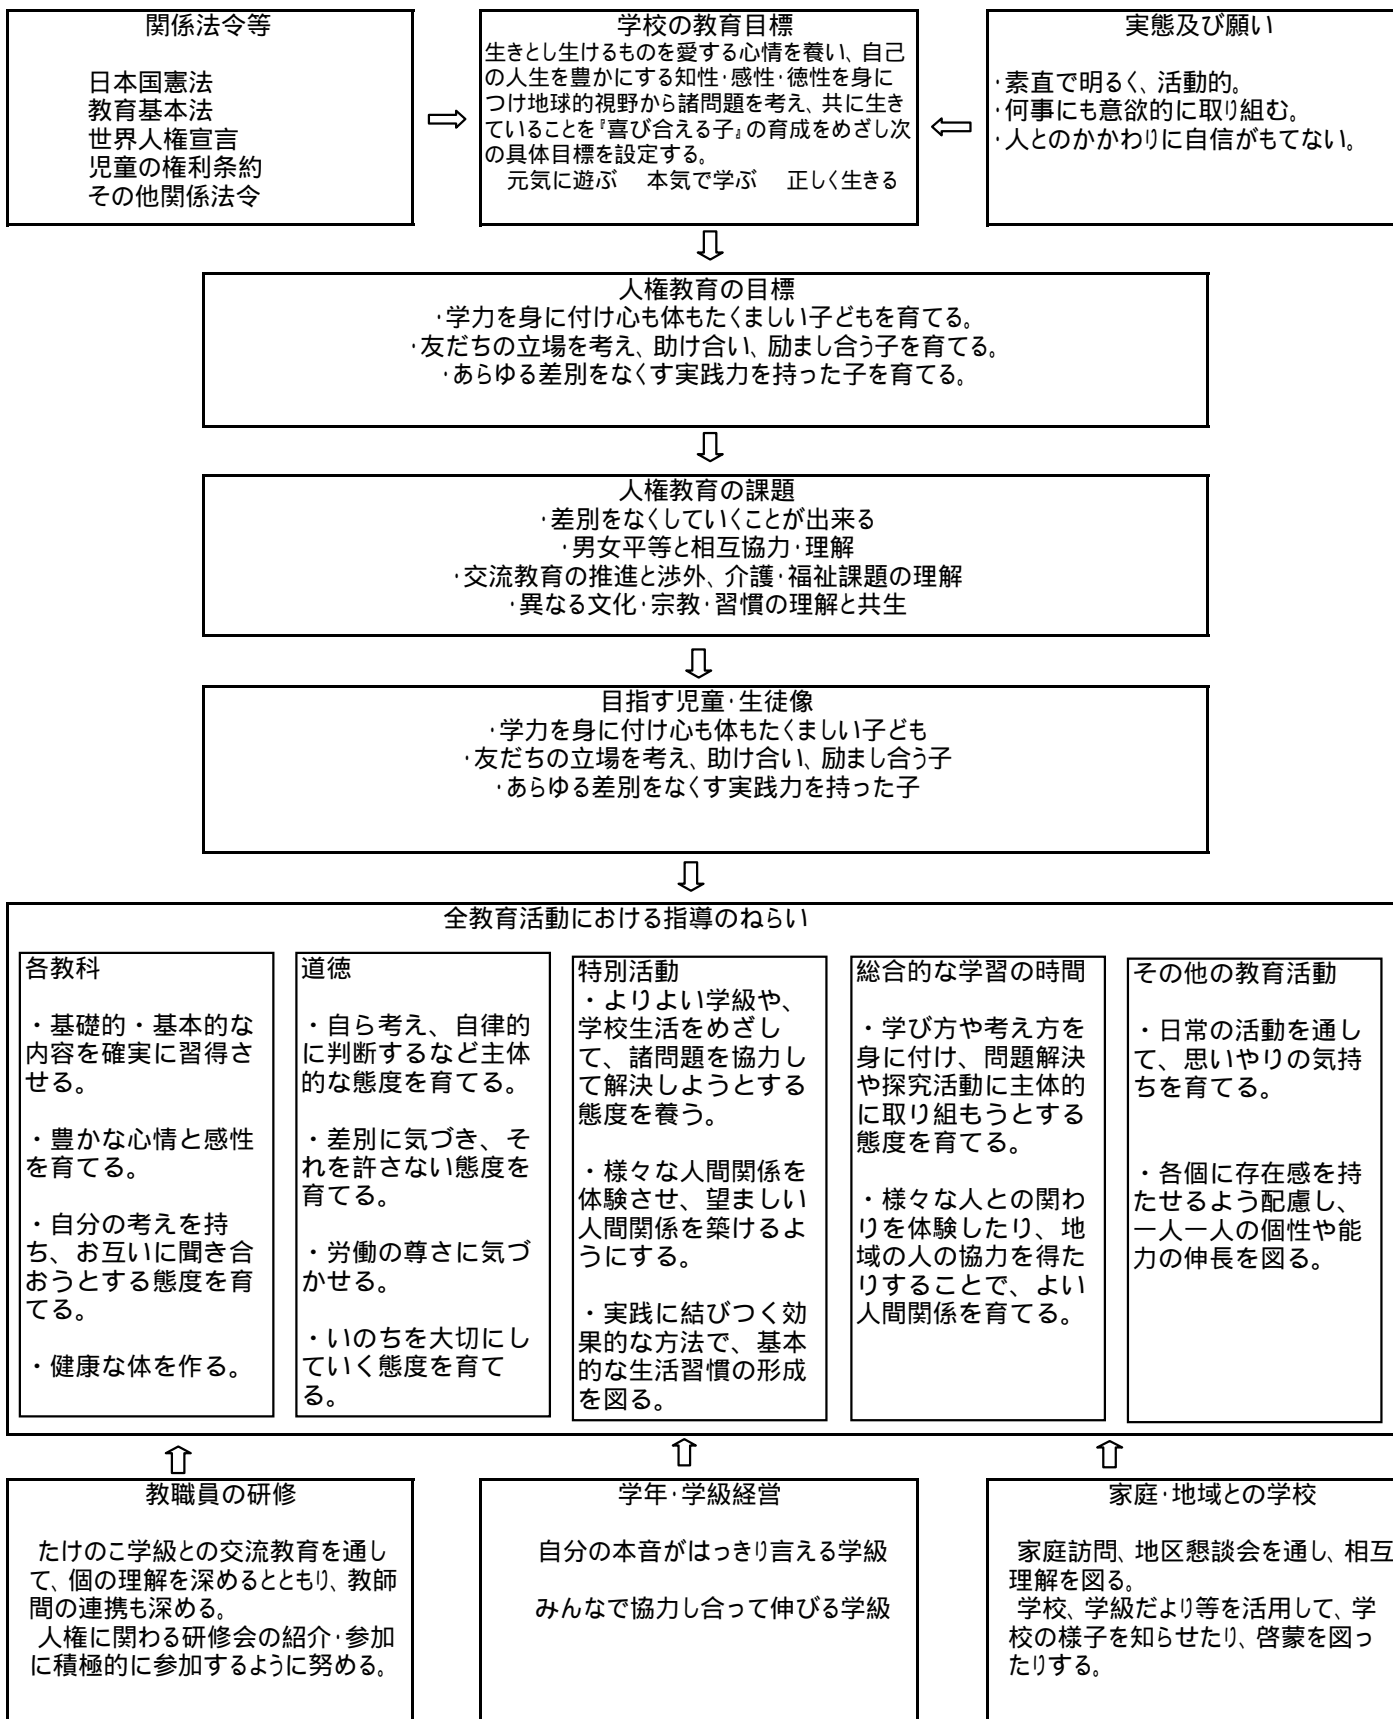 関係法令等
日本国憲法
教育基本法
世界人権宣言
児童の権利条約
その他関係法令
学校の教育目標
生きとし生けるものを愛する心情を養い、自己
の人生を豊かにする知性・感性・徳性を身に
つけ地球的視野から諸問題を考え、共に生き
ていることを『喜び合える子』の育成をめざし次
の具体目標を設定する。
元気に遊ぶ 本気で学ぶ 正しく生きる
実態及び願い
・素直で明るく、活動的。
・何事にも意欲的に取り組む。
・人とのかかわりに自信がもてない。
人権教育の目標
・学力を身に付け心も体もたくましい子どもを育てる。
・友だちの立場を考え、助け合い、励まし合う子を育てる。
・あらゆる差別をなくす実践力を持った子を育てる。
人権教育の課題
・差別をなくしていくことが出来る
・男女平等と相互協力・理解
・交流教育の推進と渉外、介護・福祉課題の理解
・異なる文化・宗教・習慣の理解と共生
目指す児童・生徒像
・学力を身に付け心も体もたくましい子ども
・友だちの立場を考え、助け合い、励まし合う子
・あらゆる差別をなくす実践力を持った子
全教育活動における指導のねらい
各教科
・基礎的・基本的な
内容を確実に習得さ
せる。
・豊かな心情と感性
を育てる。
・自分の考えを持
ち、お互いに聞き合
おうとする態度を育
てる。
・健康な体を作る。
道徳
・自ら考え、自律的
に判断するなど主体
的な態度を育てる。
・差別に気づき、そ
れを許さない態度を
育てる。
・労働の尊さに気づ
かせる。
・いのちを大切にし
ていく態度を育て
る。
特別活動
・よりよい学級や、
学校生活をめざし
て、諸問題を協力し
て解決しようとする
態度を養う。
・様々な人間関係を
体験させ、望ましい
人間関係を築けるよ
うにする。
・実践に結びつく効
果的な方法で、基本
的な生活習慣の形成
を図る。
総合的な学習の時間
・学び方や考え方を
身に付け、問題解決
や探究活動に主体的
に取り組もうとする
態度を育てる。
・様々な人との関わ
りを体験したり、地
域の人の協力を得た
りすることで、よい
人間関係を育てる。
その他の教育活動
・日常の活動を通し
て、思いやりの気持
ちを育てる。
・各個に存在感を持
たせるよう配慮し、
一人一人の個性や能
力の伸長を図る。
教職員の研修
たけのこ学級との交流教育を通し
て、個の理解を深めるとともり、教師
間の連携も深める。
人権に関わる研修会の紹介・参加
に積極的に参加するように努める。
学年・学級経営
自分の本音がはっきり言える学級
みんなで協力し合って伸びる学級
家庭・地域との学校
家庭訪問、地区懇談会を通し、相互
理解を図る。
学校、学級だより等を活用して、学
校の様子を知らせたり、啓蒙を図っ
たりする。